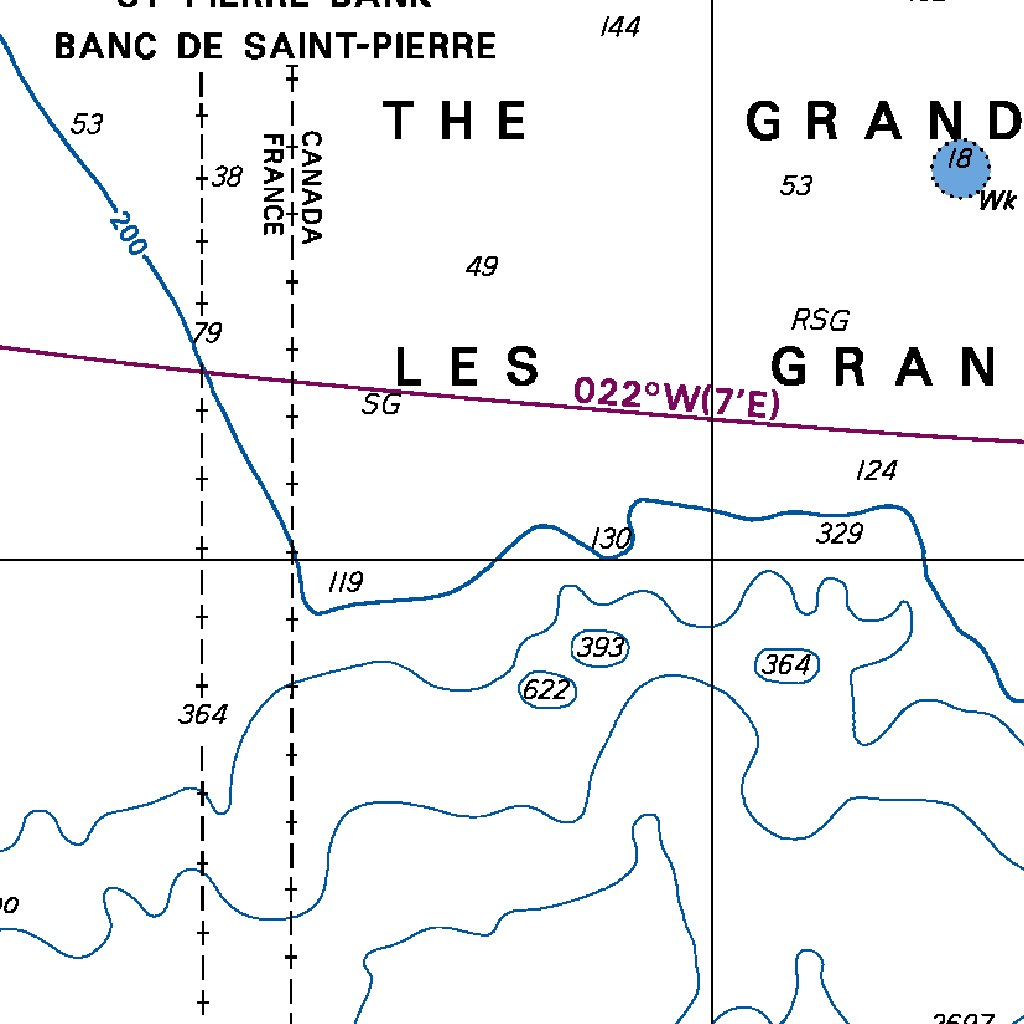 BANC DE SAINT-PIERRE
144
53
THE GRAND
CANADA
FRANCE
38
18
53
Wk
200
49
79
RSG
LES GRAN
SG
022°W(7'E)
124
130
329
119
393
364
622
364